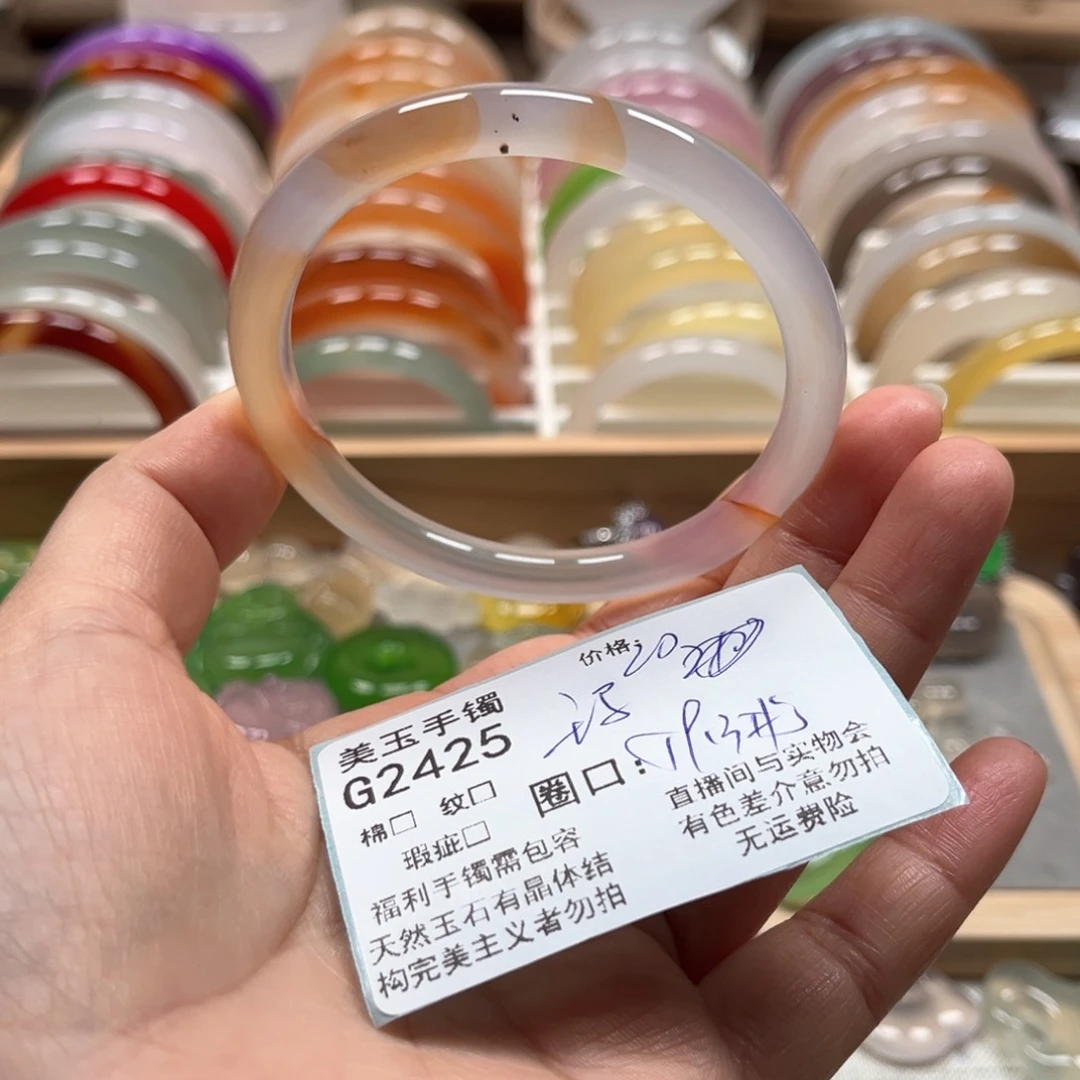 价格:20
美玉手镯
G2425
圈口:
棉□ 纹□
瑕疵□
直播间与实物会
有色差介意勿拍
无运费险
福利手镯需包容
天然玉石有晶体结
构完美主义者勿拍